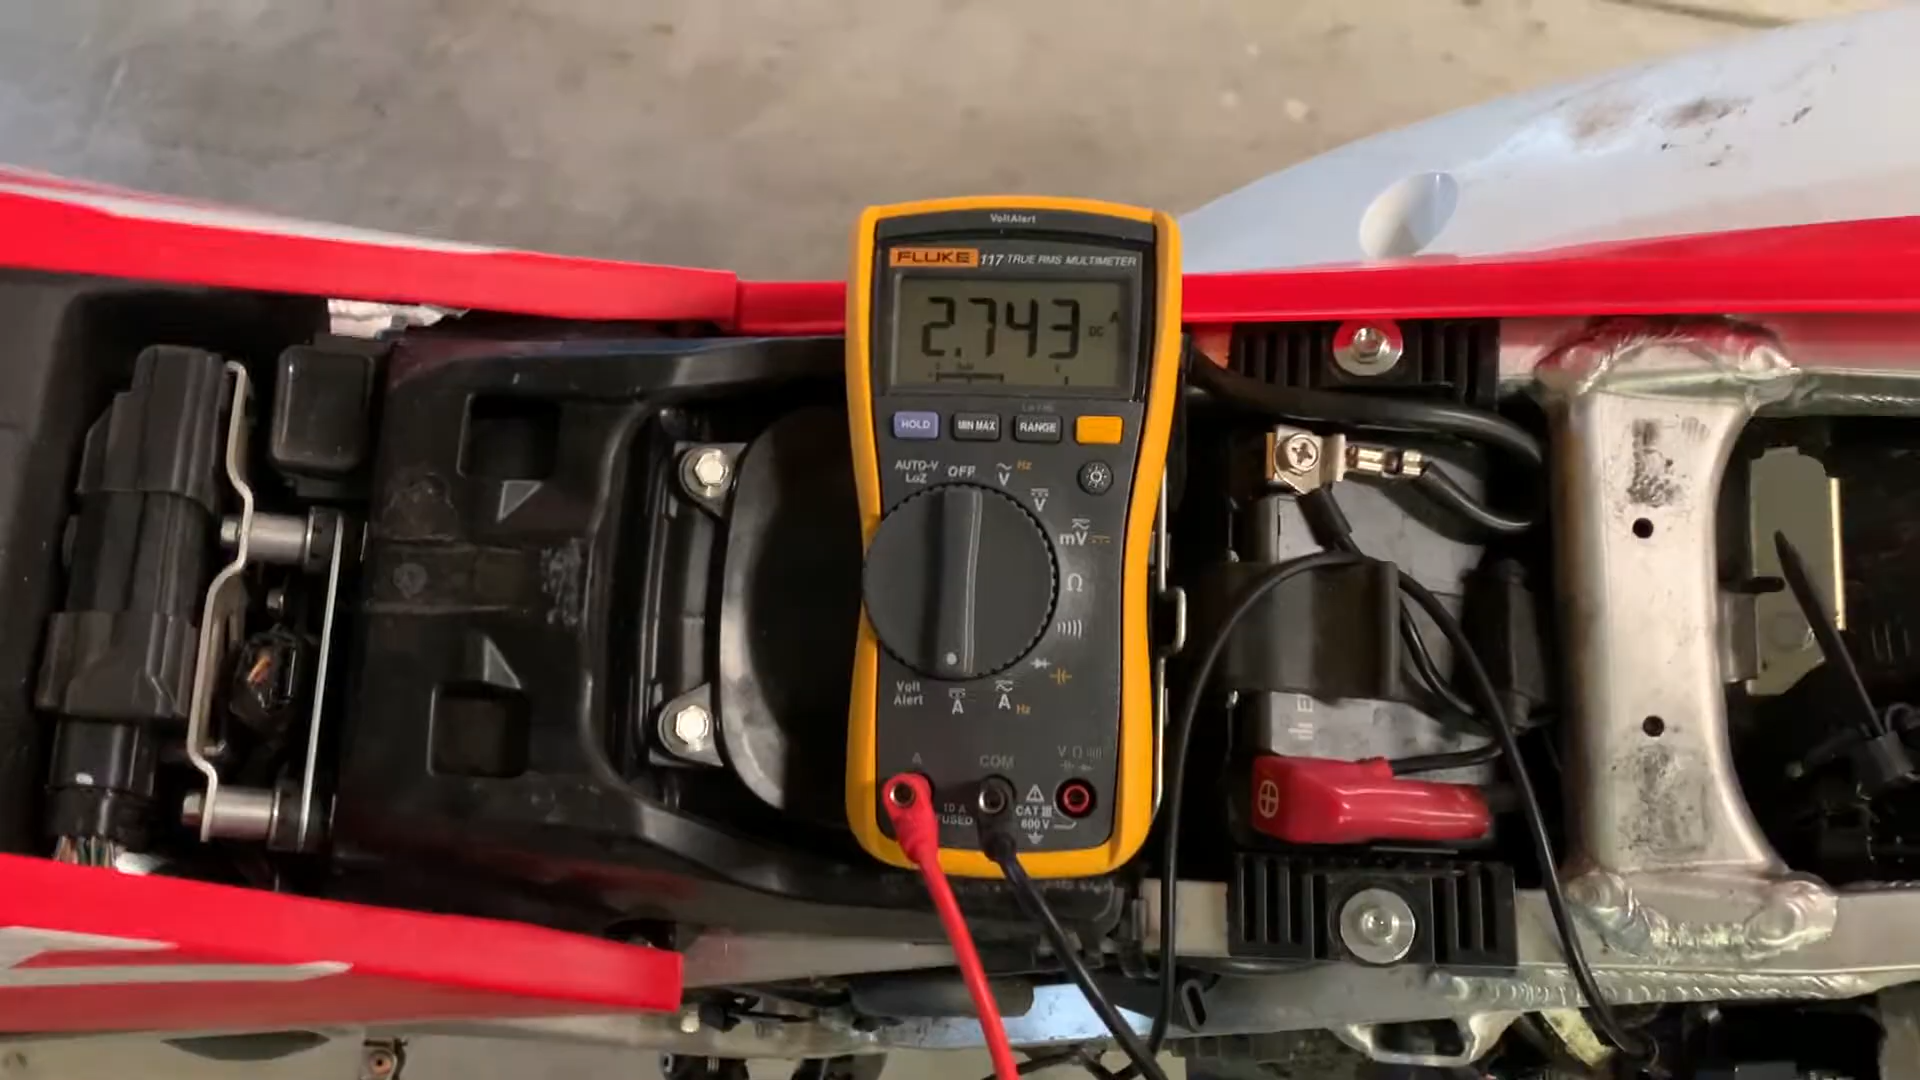 VoltAlert
FLUKE 117 TRUE RMS MULTIMETER
2.743 DC A
HOLD MIN MAX RANGE
AUTO-V
LoZ
OFF
V Hz
V
mV
Ω
Volt
Alert
A
A Hz
A COM V Ω
10 A
FUSED
CAT III
600 V